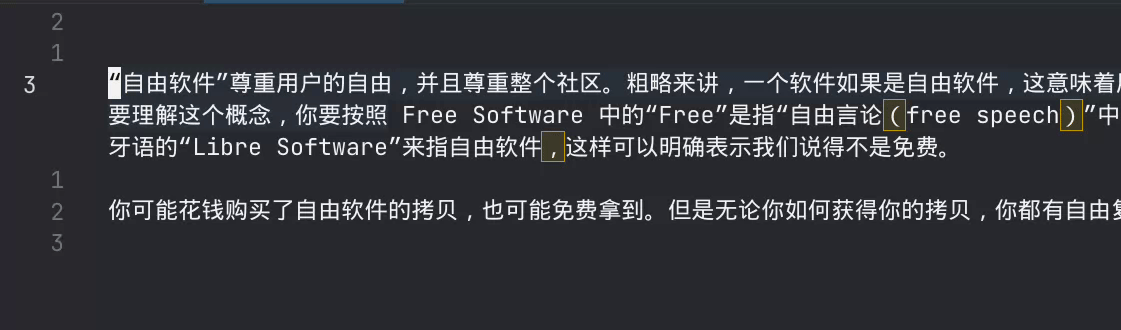 2
1
3 “自由软件”尊重用户的自由，并且尊重整个社区。粗略来讲，一个软件如果是自由软件，这意味着
要理解这个概念，你要按照 Free Software 中的“Free”是指“自由言论（free speech）”中
牙语的“Libre Software”来指自由软件，这样可以明确表示我们说得不是免费。
1
2 你可能花钱购买了自由软件的拷贝，也可能免费拿到。但是无论你如何获得你的拷贝，你都有自由
3